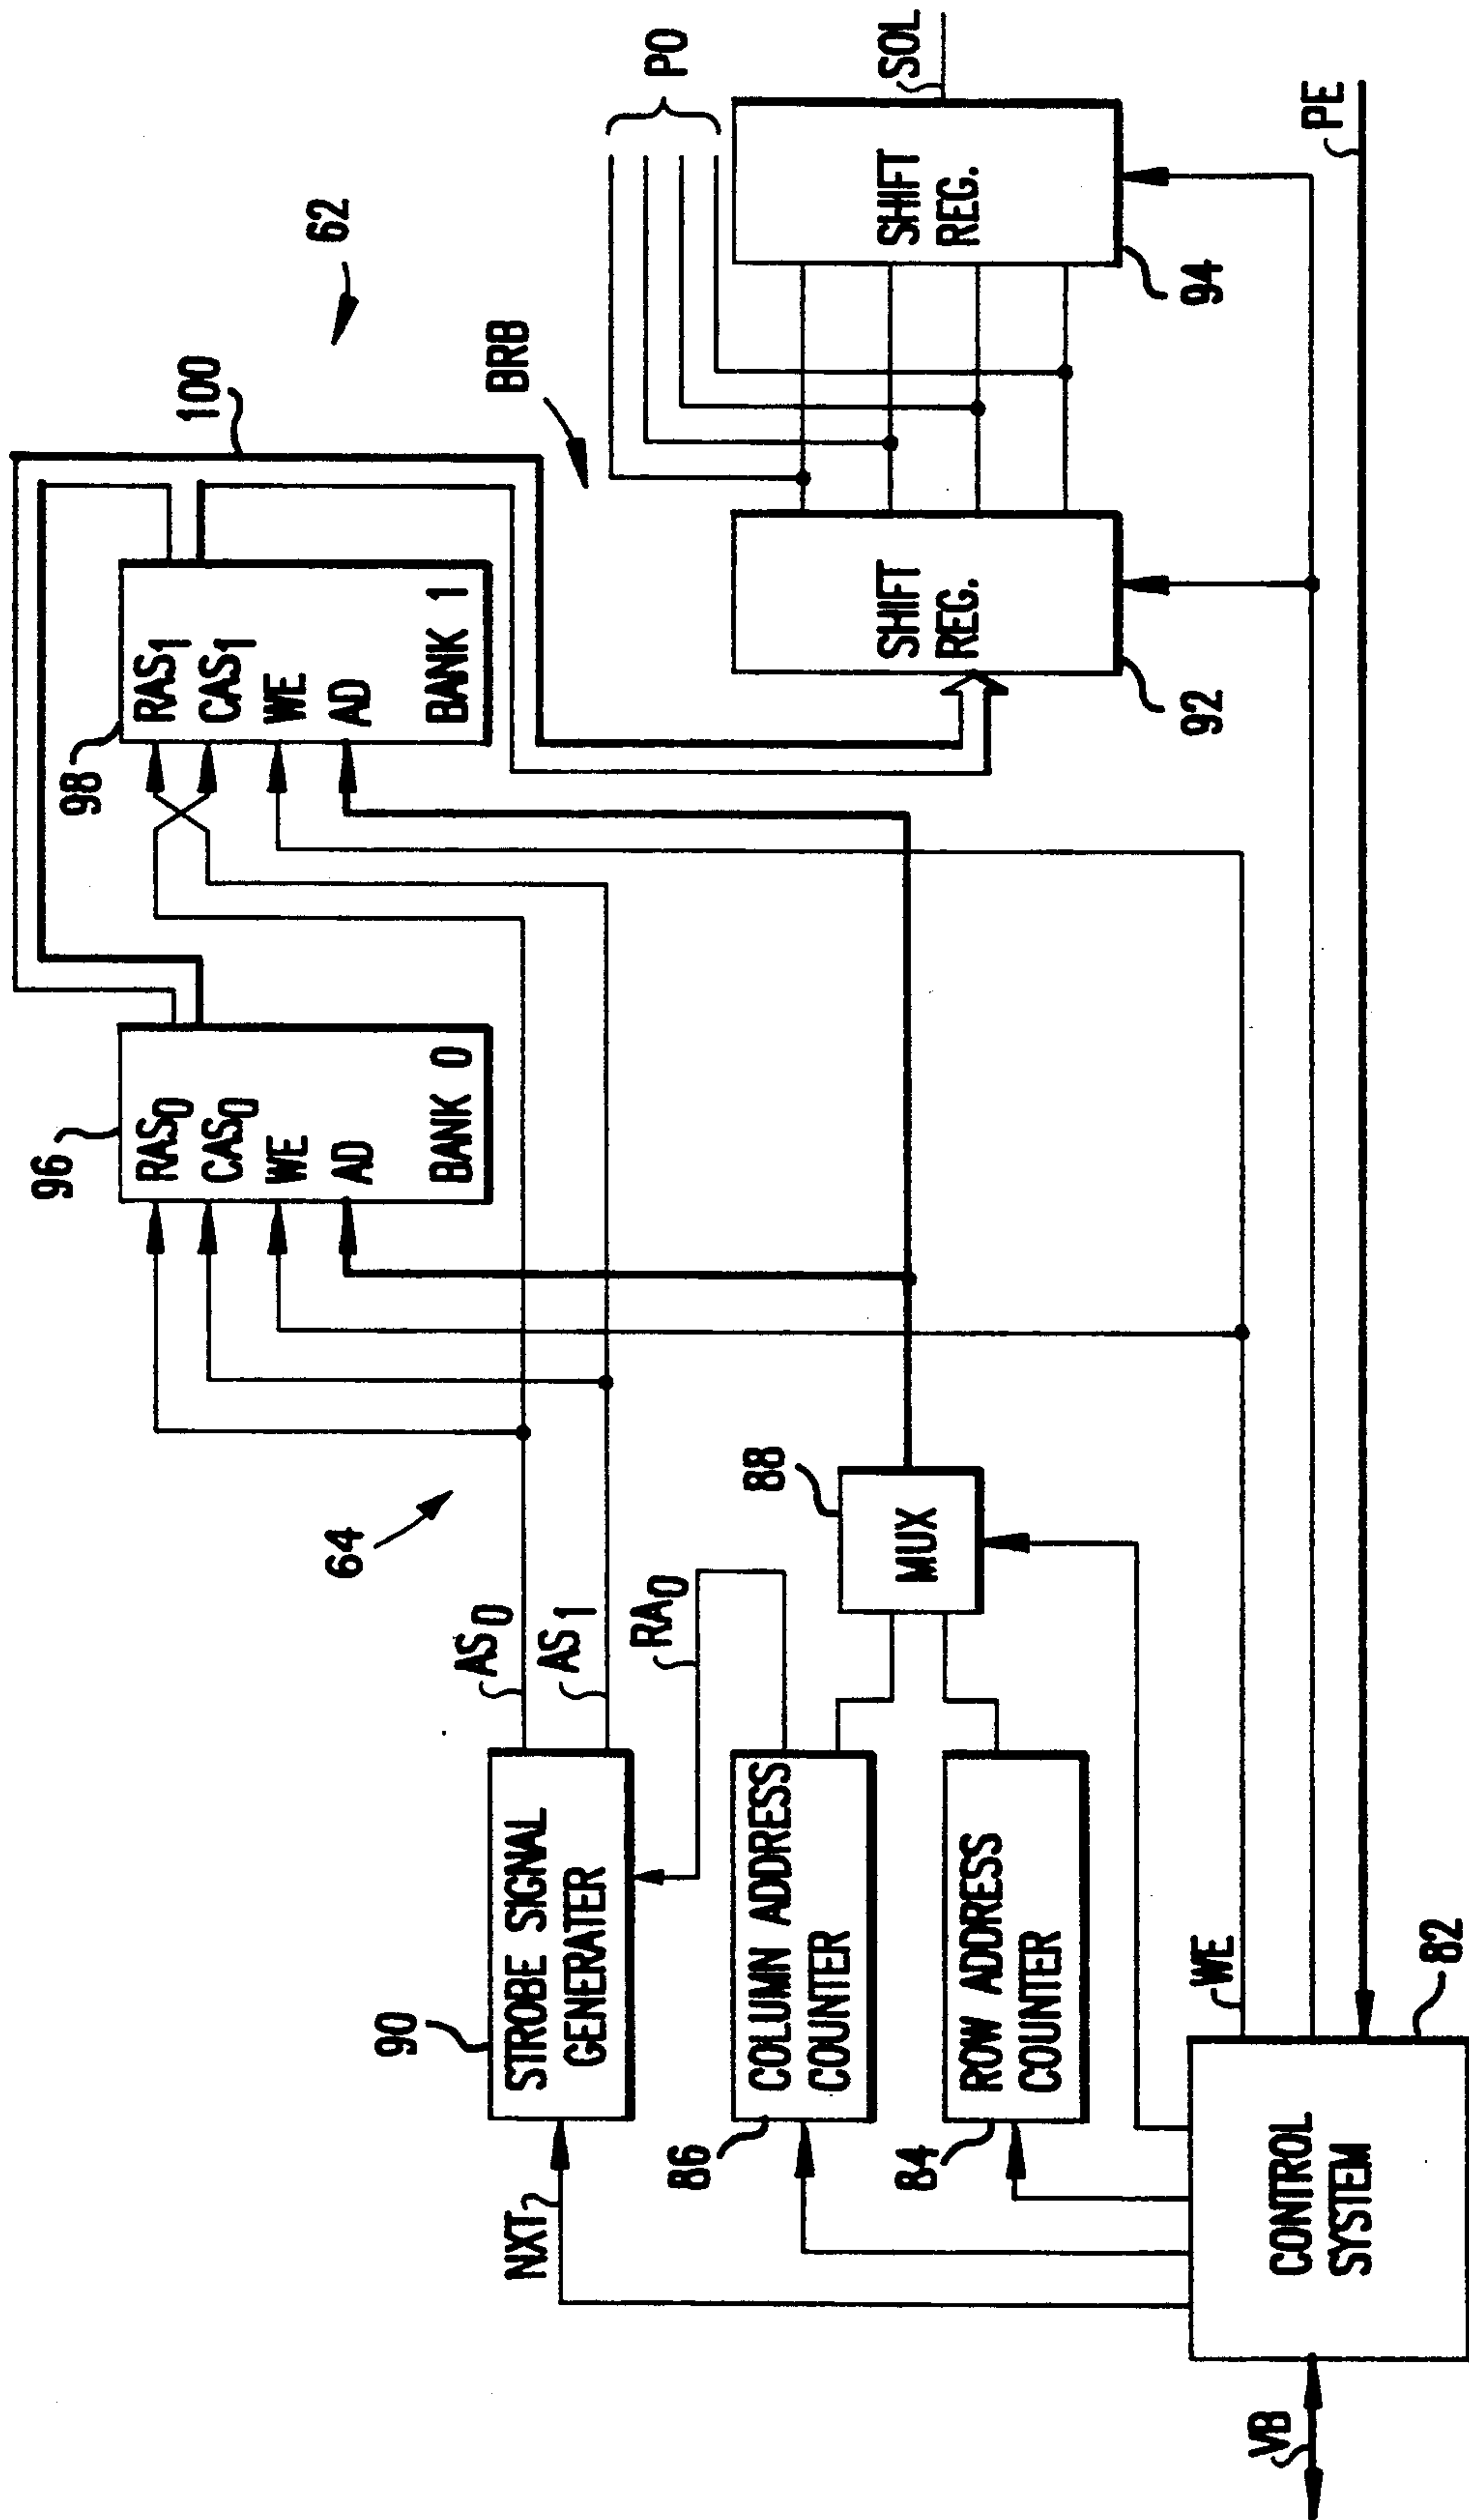 96
98
100
62
RAS0
CAS0
WE
AD
BANK 0
RAS1
CAS1
WE
AD
BANK 1
64
BRB
PO
90
STROBE SIGNAL
GENERATER
NXT
AS0
AS1
RA0
86
COLUMN ADDRESS
COUNTER
88
MUX
84
ROW ADDRESS
COUNTER
SHIFT
REG.
92
SHIFT
REG.
94
SOL
VB
CONTROL
SYSTEM
82
WE
PE